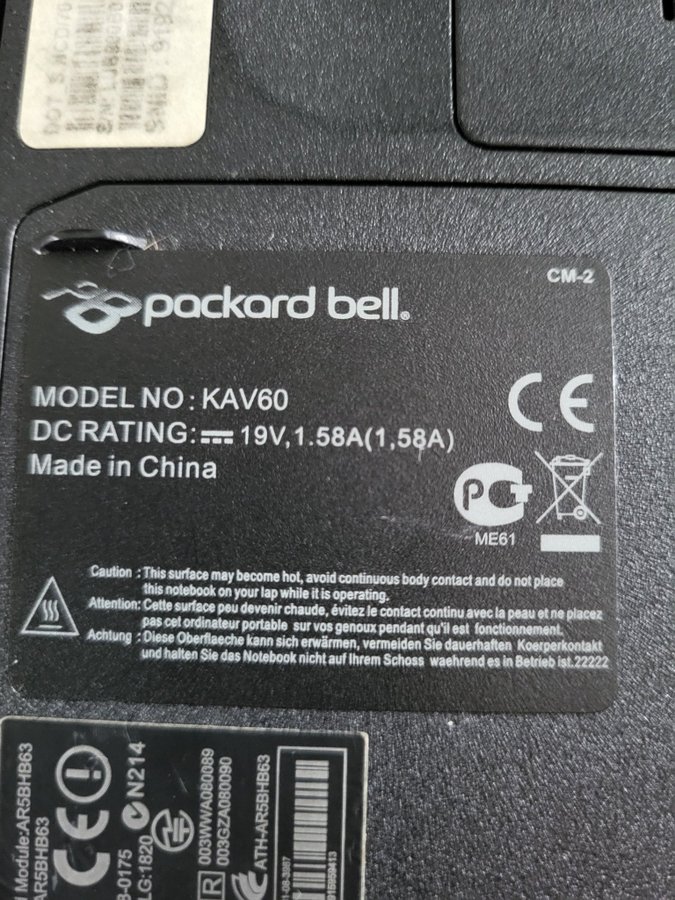 CM-2
packard bell®
MODEL NO: KAV60
DC RATING: 19V,1.58A(1,58A)
Made in China
CE
PCT
ME61
Caution : This surface may become hot, avoid continuous body contact and do not place
this notebook on your lap while it is operating.
Attention: Cette surface peu devenir chaude, évitez le contact continu avec la peau et ne placez
pas cet ordinateur portable sur vos genoux pendant qu'il est fonctionnement.
Achtung : Diese Oberflaeche kann sich erwärmen, vermeiden Sie dauerhaften Koerperkontakt
und halten Sie das Notebook nicht auf Ihrem Schoss waehrend es in Betrieb ist.22222
Module:AR5BHB63
AR5BHB63
CE
N214
LG:1820
R
003WWA080089
003GZA080090
ATH-AR5BHB63